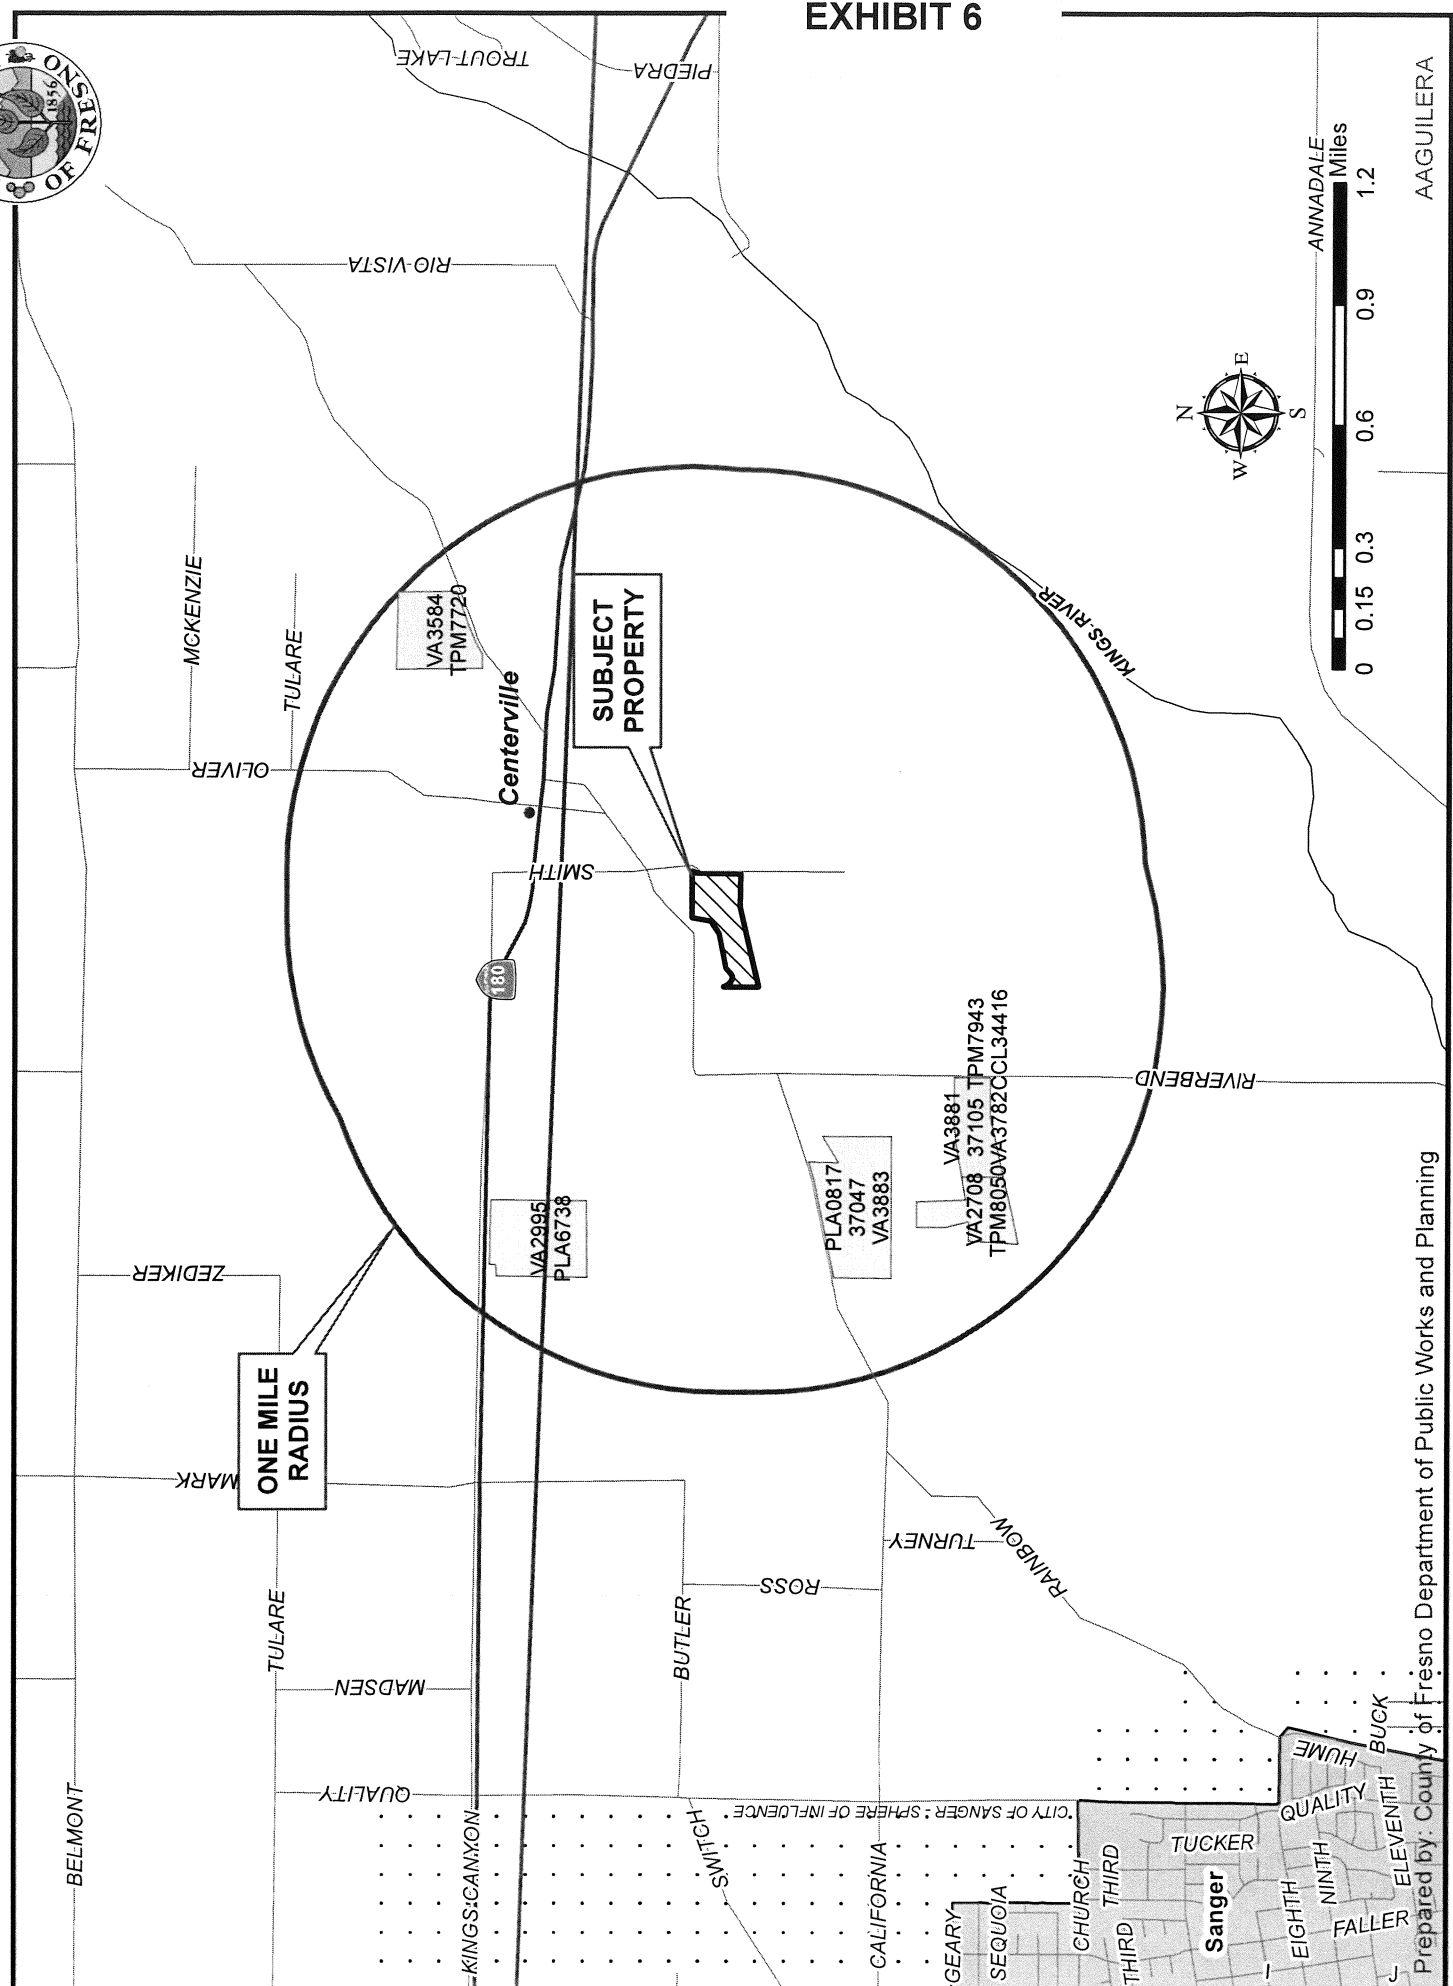 EXHIBIT 6
OF FRES
ONS
1856
TROUT LAKE
PIEDRA
RIO VISTA
ANNADALE
MCKENZIE
TULARE
OLIVER
VA3584
TPM7720
Centerville
SUBJECT
PROPERTY
SMITH
180
KINGS RIVER
N
W
E
S
0 0.15 0.3 0.6 0.9 1.2
Miles
AAGUILERA
ZEDIKER
ONE MILE
RADIUS
VA2995
PLA6738
PLA0817
37047
VA3883
VA3881
VA2708 37105 TPM7943
TPM8050VA3782CCL34416
RIVERBEND
MARK
TULARE
MADSEN
BUTLER
ROSS
TURNEY
RAINBOW
BELMONT
QUALITY
KINGS CANYON
SWITCH
CITY OF SANGER - SPHERE OF INFLUENCE
CALIFORNIA
GEARY
SEQUOIA
CHURCH
THIRD
THIRD
TUCKER
Sanger
HUME
BUCK
QUALITY
EIGHTH
NINTH
ELEVENTH
FALLER
I
J
Prepared by: County of Fresno Department of Public Works and Planning